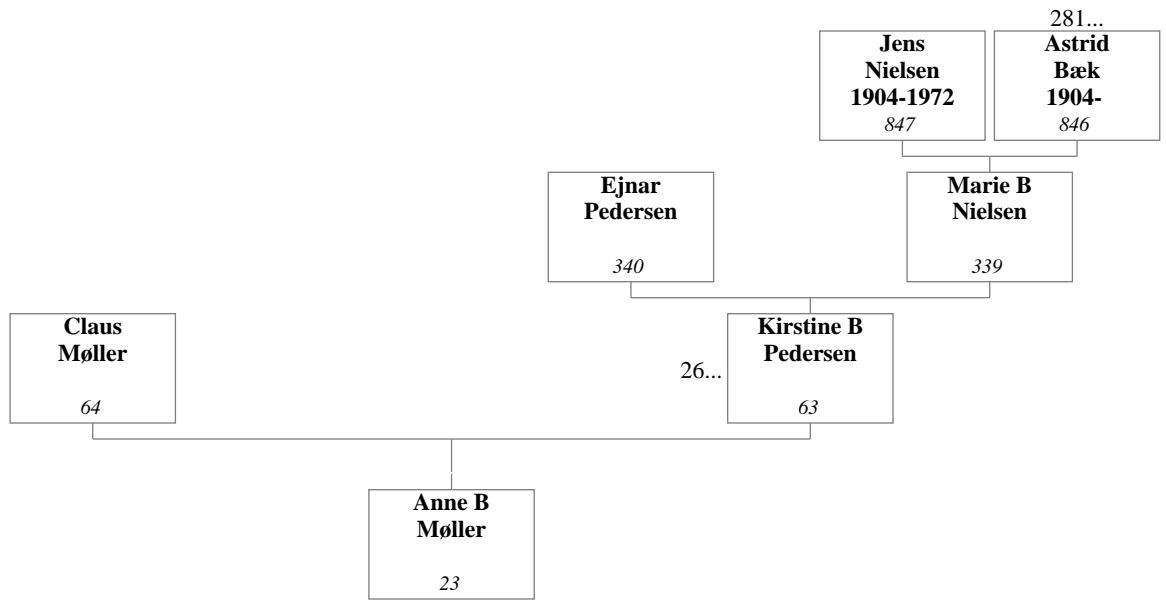 281...
Jens
Nielsen
1904-1972
847
Astrid
Bæk
1904-
846
Ejnar
Pedersen
340
Marie B
Nielsen
339
Claus
Møller
64
26...
Kirstine B
Pedersen
63
Anne B
Møller
23